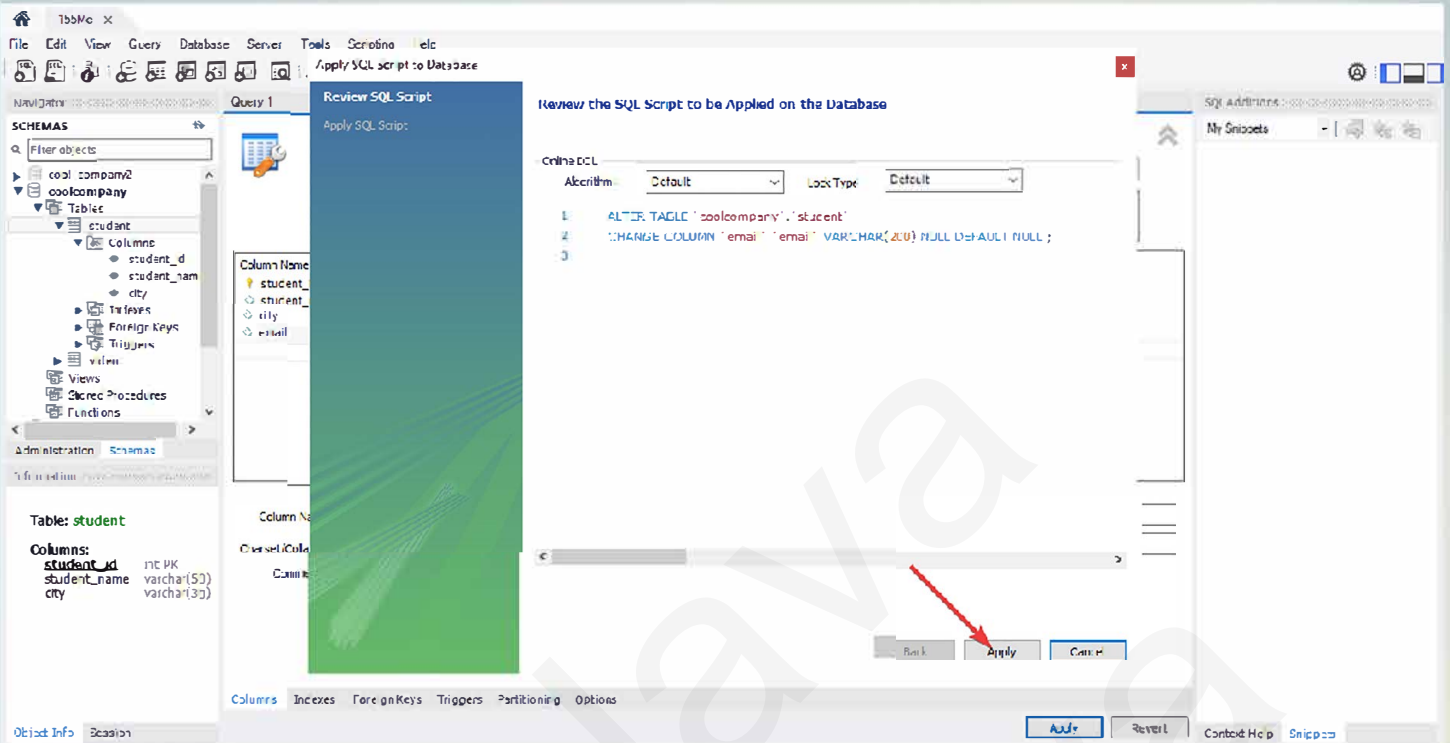 File Edit View Query Database Server Tools Scripting
Apply SQL Script to Database
Navigator
SCHEMAS
Filter objects
cool_company2
coolcompany
Tables
student
Columns
student_id
student_nam
city
Indexes
Foreign Keys
Triggers
Views
Stored Procedures
Functions
Administration Schemas
Information
Table: student
Columns:
student_id int PK
student_name varchar(50)
city varchar(30)
Object Info Session
Query 1
Column Name
student_
student_
city
email
Column Na
Charset/Colla
Comme
Columns Indexes Foreign Keys Triggers Partitioning Options
Apply Revert
Review SQL Script
Apply SQL Script
Review the SQL Script to be Applied on the Database
Online DDL
Algorithm Default Lock Type Default
1 ALTER TABLE `coolcompany`.`student`
2 CHANGE COLUMN `email` `email` VARCHAR(200) NULL DEFAULT NULL ;
3
Back Apply Cancel
SQL Additions
My Snippets
Context Help Snippets
lava